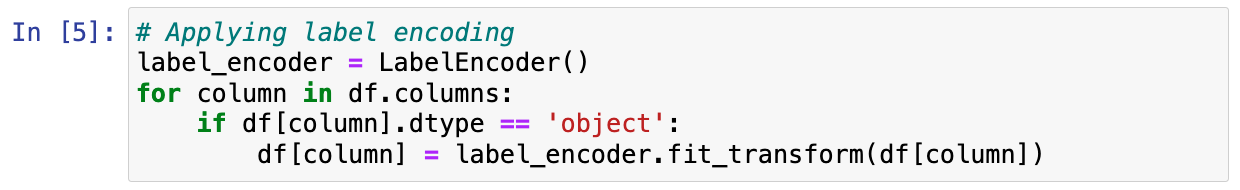 In [5]: # Applying label encoding
label_encoder = LabelEncoder()
for column in df.columns:
    if df[column].dtype == 'object':
        df[column] = label_encoder.fit_transform(df[column])